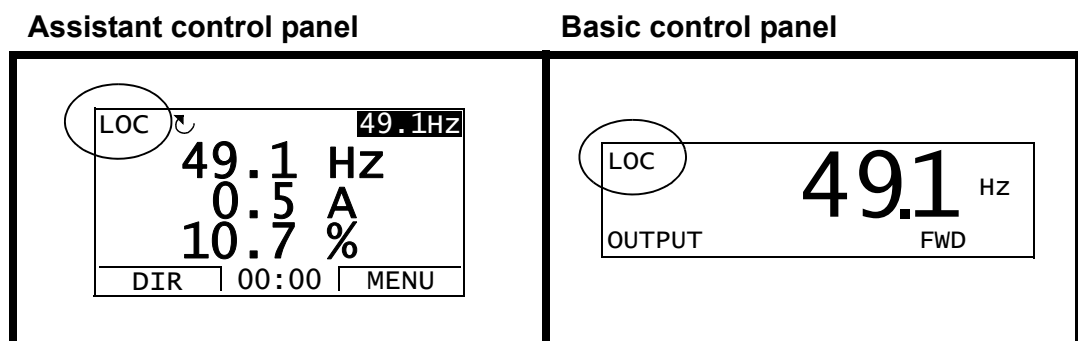 Assistant control panel
Basic control panel
LOC ↻ 49.1Hz
49.1 Hz
0.5 A
10.7 %
DIR 00:00 MENU
LOC
49.1 Hz
OUTPUT FWD